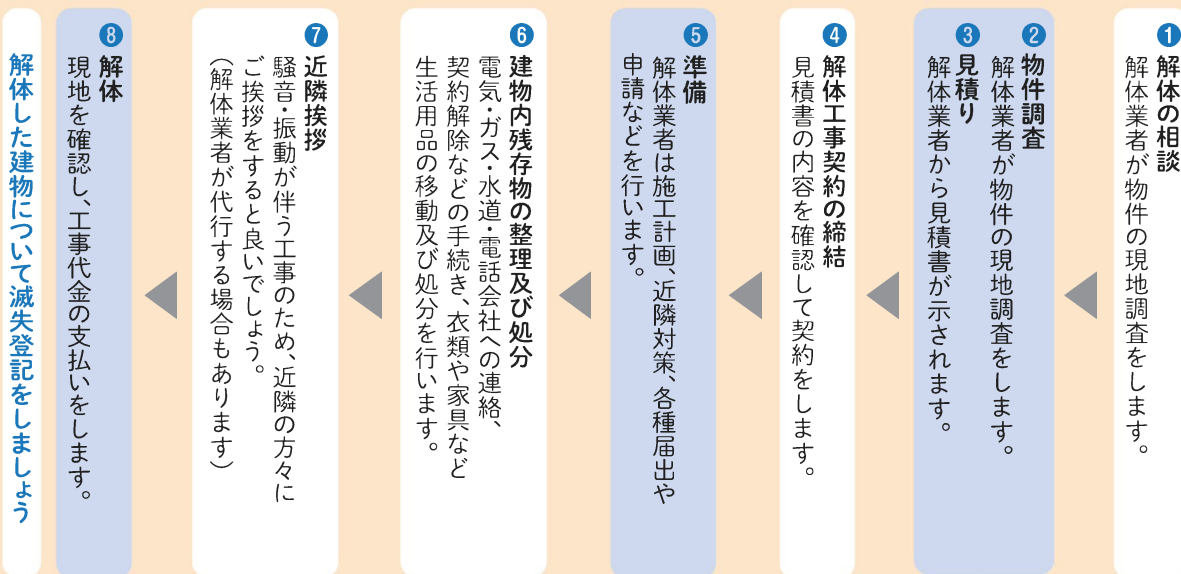 ❶
解体の相談
解体業者が物件の現地調査をします。
❷
物件調査
解体業者が物件の現地調査をします。
❸
見積り
解体業者から見積書が示されます。
❹
解体工事契約の締結
見積書の内容を確認して契約をします。
❺
準備
解体業者は施工計画、近隣対策、各種届出や
申請などを行います。
❻
建物内残存物の整理及び処分
電気・ガス・水道・電話会社への連絡、
契約解除などの手続き、衣類や家具など
生活用品の移動及び処分を行います。
❼
近隣挨拶
騒音・振動が伴う工事のため、近隣の方々に
ご挨拶をすると良いでしょう。
（解体業者が代行する場合もあります）
❽
解体
現地を確認し、工事代金の支払いをします。
解体した建物について滅失登記をしましょう